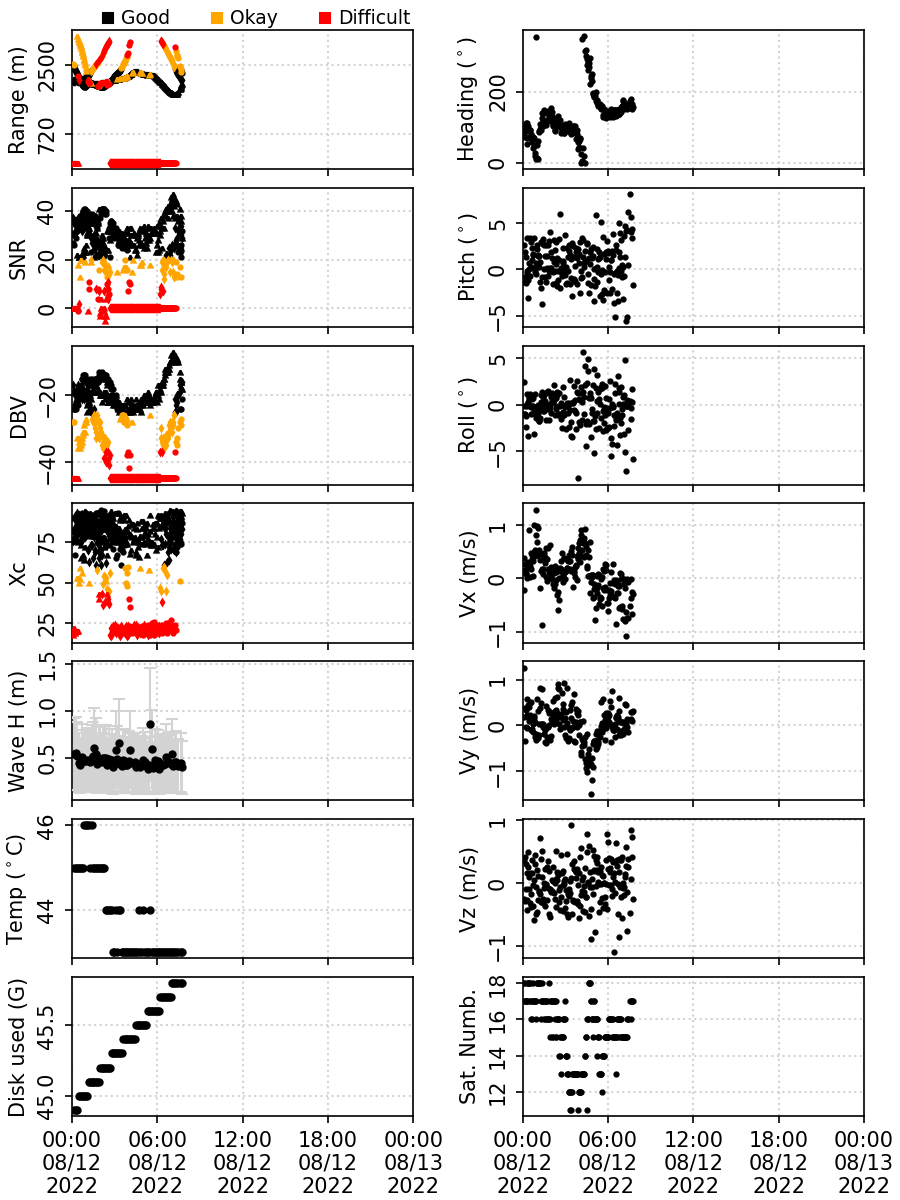 Good Okay Difficult
Range (m)
2500
720
Heading (°)
200
0
SNR
40
20
0
Pitch (°)
5
0
−5
DBV
−20
−40
Roll (°)
5
0
−5
Xc
75
50
25
Vx (m/s)
1
0
−1
Wave H (m)
1.5
1.0
0.5
Vy (m/s)
1
0
−1
Temp (°C)
46
44
Vz (m/s)
1
0
−1
Disk used (G)
45.5
45.0
Sat. Numb.
18
16
14
12
00:00 06:00 12:00 18:00 00:00
08/12 08/12 08/12 08/12 08/13
2022 2022 2022 2022 2022
00:00 06:00 12:00 18:00 00:00
08/12 08/12 08/12 08/12 08/13
2022 2022 2022 2022 2022